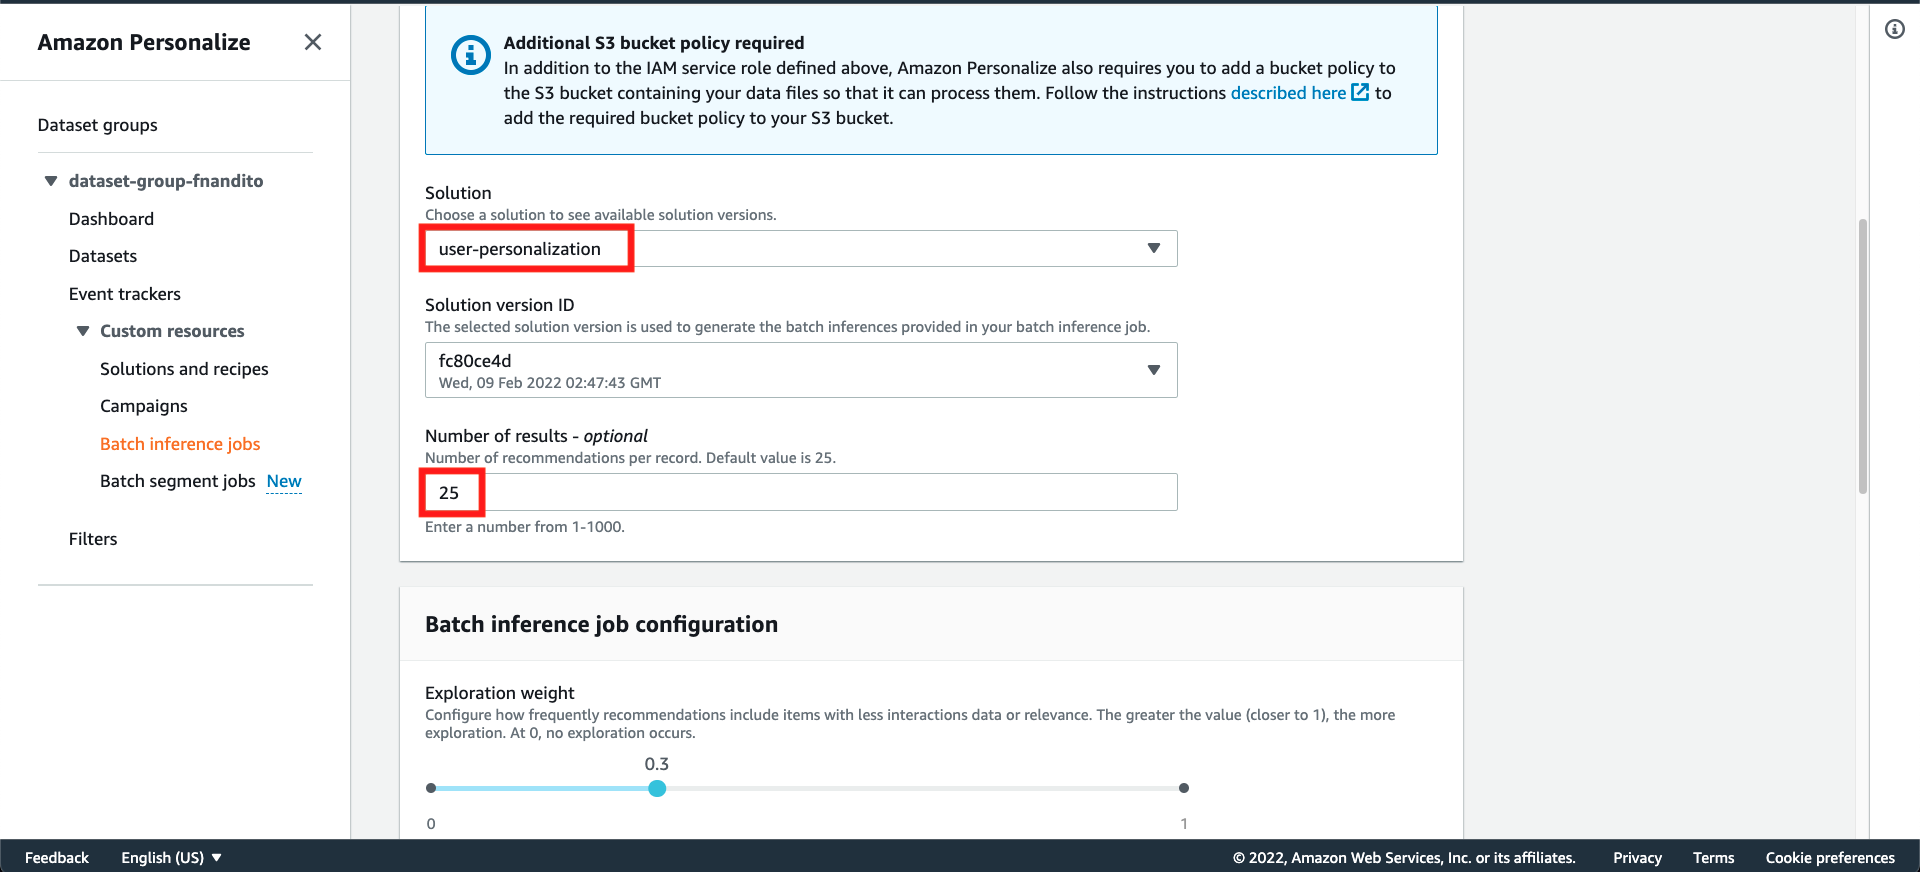 Amazon Personalize
Dataset groups
dataset-group-fnandito
Dashboard
Datasets
Event trackers
Custom resources
Solutions and recipes
Campaigns
Batch inference jobs
Batch segment jobs New
Filters
Additional S3 bucket policy required
In addition to the IAM service role defined above, Amazon Personalize also requires you to add a bucket policy to
the S3 bucket containing your data files so that it can process them. Follow the instructions described here to
add the required bucket policy to your S3 bucket.
Solution
Choose a solution to see available solution versions.
user-personalization
Solution version ID
The selected solution version is used to generate the batch inferences provided in your batch inference job.
fc80ce4d
Wed, 09 Feb 2022 02:47:43 GMT
Number of results - optional
Number of recommendations per record. Default value is 25.
25
Enter a number from 1-1000.
Batch inference job configuration
Exploration weight
Configure how frequently recommendations include items with less interactions data or relevance. The greater the value (closer to 1), the more
exploration. At 0, no exploration occurs.
0.3
0 1
Feedback English (US) © 2022, Amazon Web Services, Inc. or its affiliates. Privacy Terms Cookie preferences